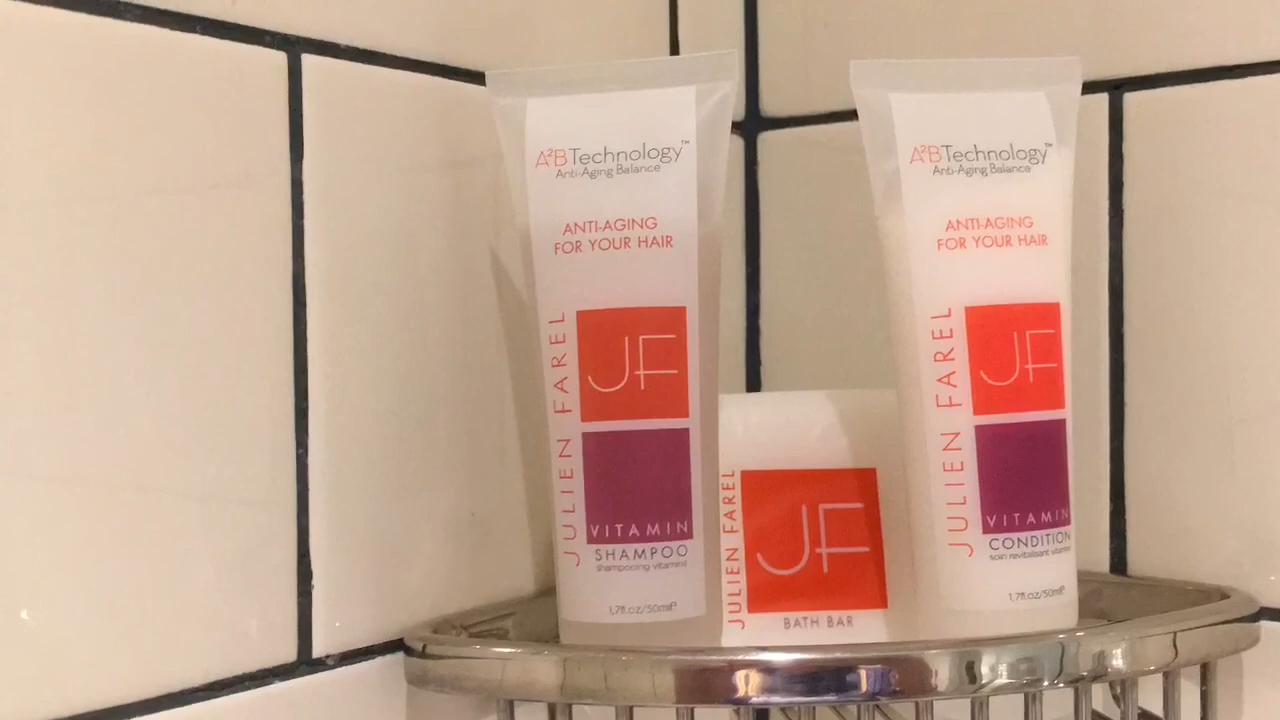 A²BTechnology™
Anti-Aging Balance
ANTI-AGING
FOR YOUR HAIR
JULIEN FAREL
JF
VITAMIN
SHAMPOO
shampooing vitaminé
1,7fl.oz/50ml℮
JULIEN FAREL
JF
BATH BAR
A²BTechnology™
Anti-Aging Balance
ANTI-AGING
FOR YOUR HAIR
JULIEN FAREL
JF
VITAMIN
CONDITION
soin revitalisant vitaminé
1,7fl.oz/50ml℮